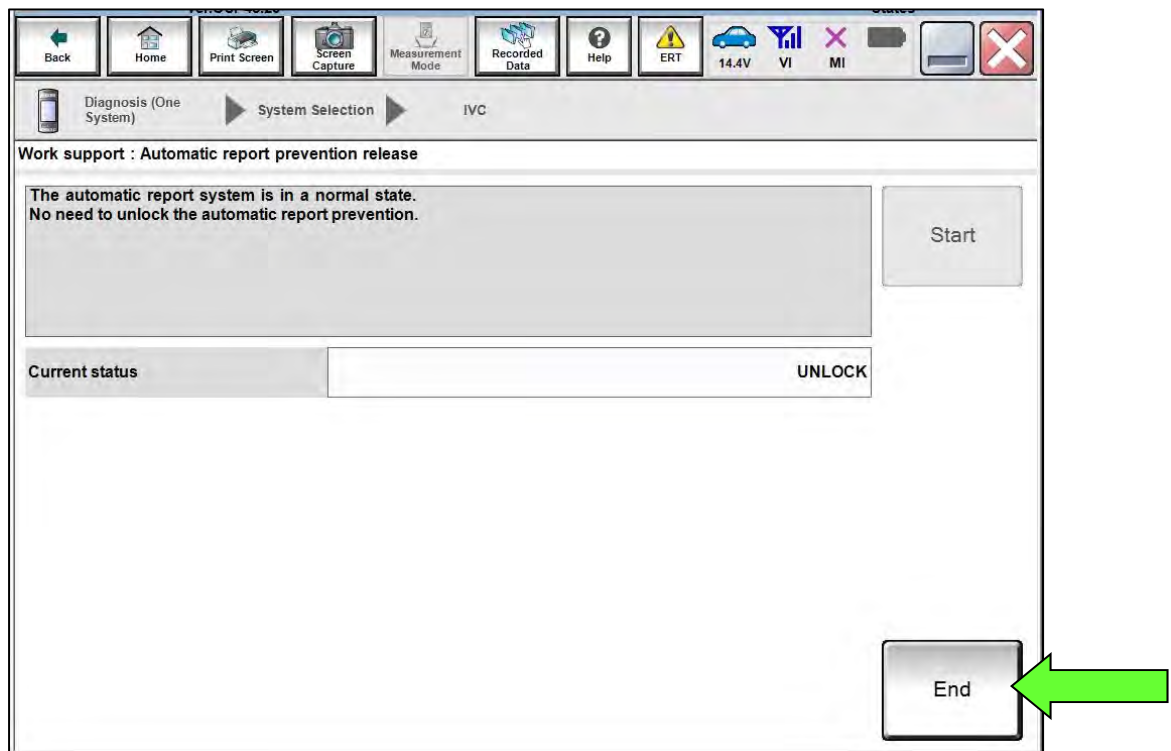 Back
Home
Print Screen
Screen
Capture
Measurement
Mode
Recorded
Data
Help
ERT
14.4V
VI
MI
Diagnosis (One
System)
System Selection
IVC
Work support : Automatic report prevention release
The automatic report system is in a normal state.
No need to unlock the automatic report prevention.
Start
Current status
UNLOCK
End